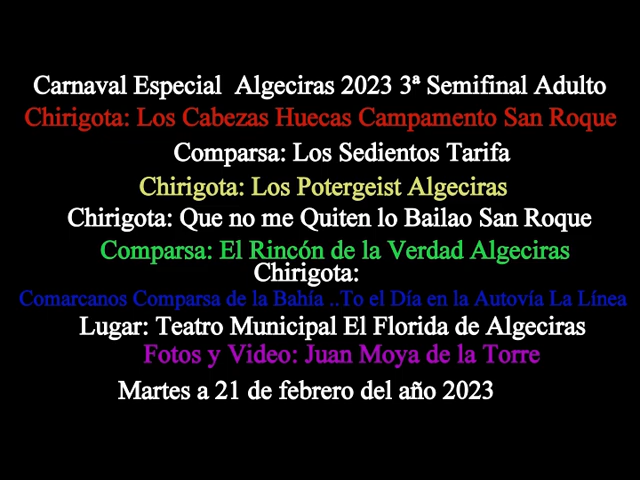 Carnaval Especial Algeciras 2023 3ª Semifinal Adulto
Chirigota: Los Cabezas Huecas Campamento San Roque
Comparsa: Los Sedientos Tarifa
Chirigota: Los Potergeist Algeciras
Chirigota: Que no me Quiten lo Bailao San Roque
Comparsa: El Rincón de la Verdad Algeciras
Chirigota:
Comarcanos Comparsa de la Bahía ..To el Día en la Autovía La Línea
Lugar: Teatro Municipal El Florida de Algeciras
Fotos y Video: Juan Moya de la Torre
Martes a 21 de febrero del año 2023